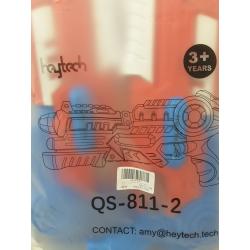 heytech
3+
YEARS
QS-811-2
CONTACT: amy@heytech.tech